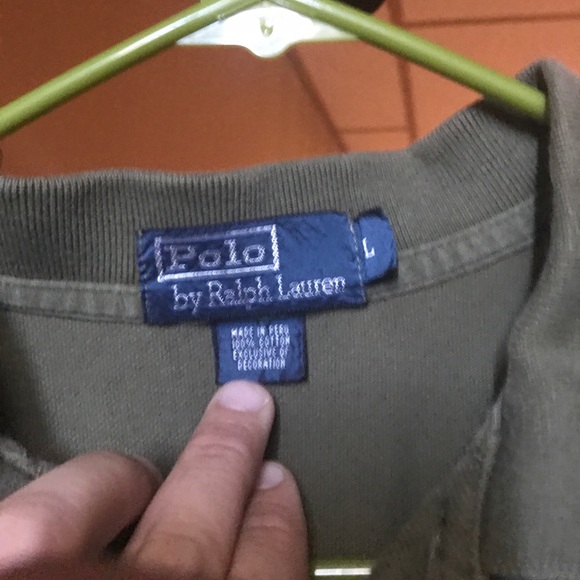 Polo
by Ralph Lauren
L
MADE IN PERU
100% COTTON
EXCLUSIVE OF
DECORATION